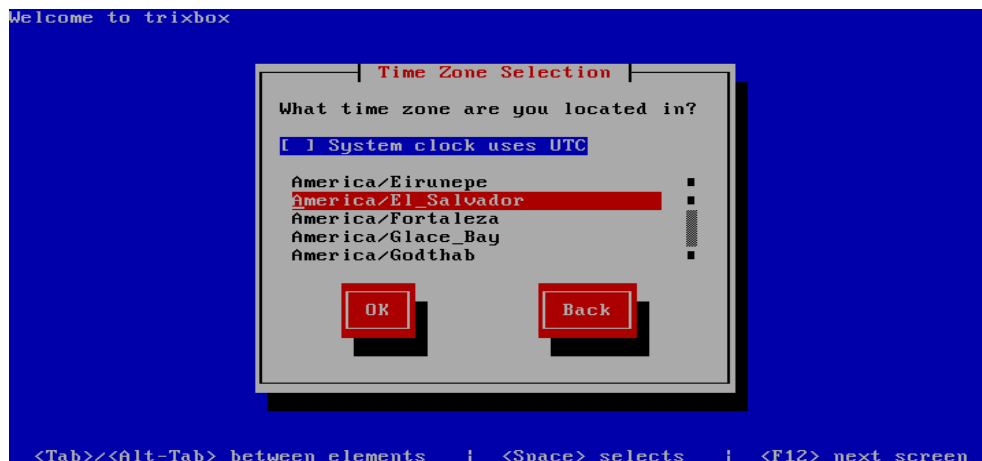 Welcome to trixbox
Time Zone Selection
What time zone are you located in?
[ ] System clock uses UTC
America/Eirunepe
America/El_Salvador
America/Fortaleza
America/Glace_Bay
America/Godthab
OK
Back
<Tab>/<Alt-Tab> between elements | <Space> selects | <F12> next screen